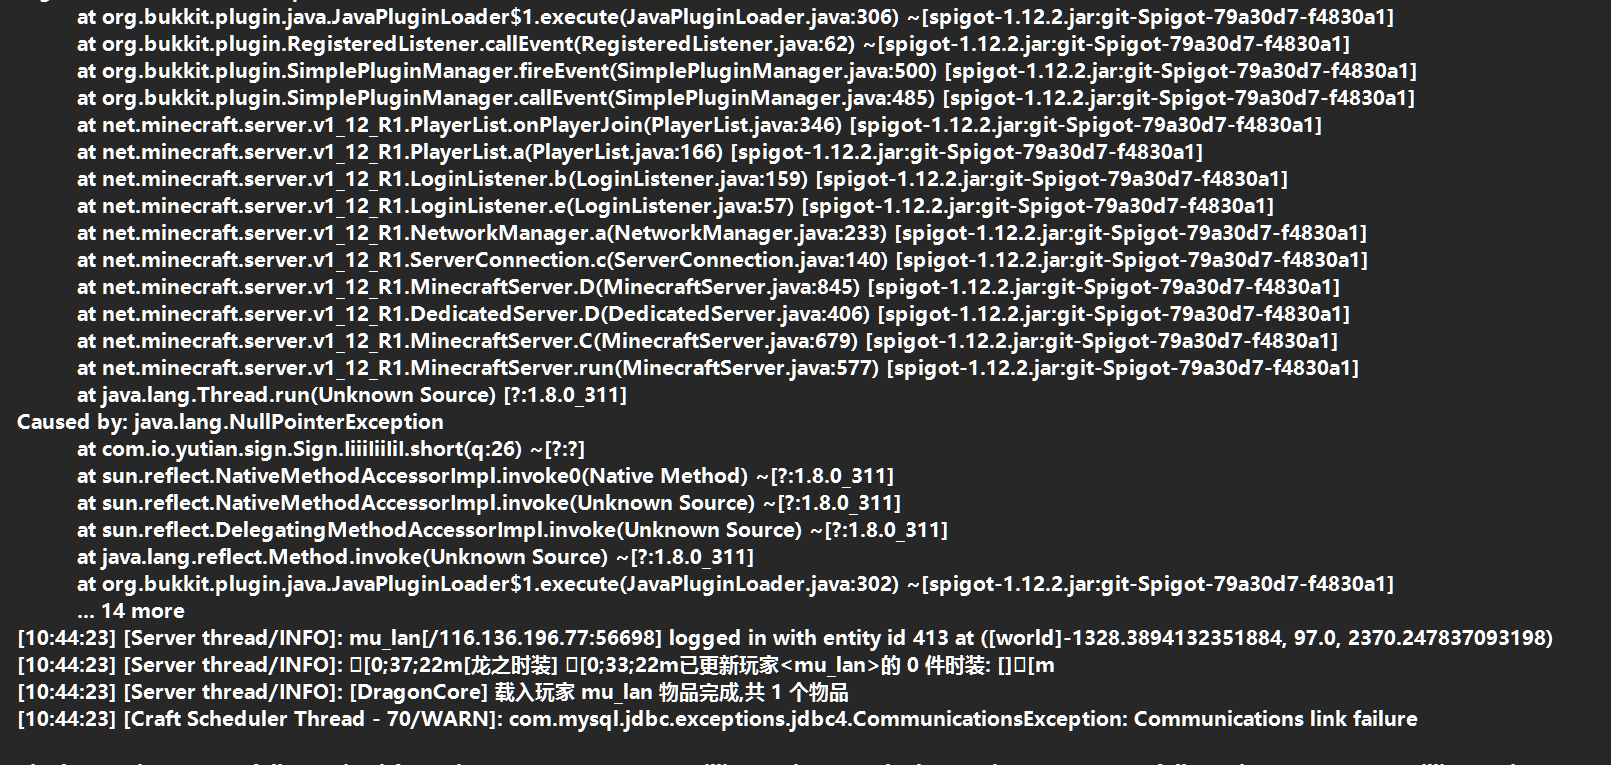 at org.bukkit.plugin.java.JavaPluginLoader$1.execute(JavaPluginLoader.java:306) ~[spigot-1.12.2.jar:git-Spigot-79a30d7-f4830a1]
at org.bukkit.plugin.RegisteredListener.callEvent(RegisteredListener.java:62) ~[spigot-1.12.2.jar:git-Spigot-79a30d7-f4830a1]
at org.bukkit.plugin.SimplePluginManager.fireEvent(SimplePluginManager.java:500) [spigot-1.12.2.jar:git-Spigot-79a30d7-f4830a1]
at org.bukkit.plugin.SimplePluginManager.callEvent(SimplePluginManager.java:485) [spigot-1.12.2.jar:git-Spigot-79a30d7-f4830a1]
at net.minecraft.server.v1_12_R1.PlayerList.onPlayerJoin(PlayerList.java:346) [spigot-1.12.2.jar:git-Spigot-79a30d7-f4830a1]
at net.minecraft.server.v1_12_R1.PlayerList.a(PlayerList.java:166) [spigot-1.12.2.jar:git-Spigot-79a30d7-f4830a1]
at net.minecraft.server.v1_12_R1.LoginListener.b(LoginListener.java:159) [spigot-1.12.2.jar:git-Spigot-79a30d7-f4830a1]
at net.minecraft.server.v1_12_R1.LoginListener.e(LoginListener.java:57) [spigot-1.12.2.jar:git-Spigot-79a30d7-f4830a1]
at net.minecraft.server.v1_12_R1.NetworkManager.a(NetworkManager.java:233) [spigot-1.12.2.jar:git-Spigot-79a30d7-f4830a1]
at net.minecraft.server.v1_12_R1.ServerConnection.c(ServerConnection.java:140) [spigot-1.12.2.jar:git-Spigot-79a30d7-f4830a1]
at net.minecraft.server.v1_12_R1.MinecraftServer.D(MinecraftServer.java:845) [spigot-1.12.2.jar:git-Spigot-79a30d7-f4830a1]
at net.minecraft.server.v1_12_R1.DedicatedServer.D(DedicatedServer.java:406) [spigot-1.12.2.jar:git-Spigot-79a30d7-f4830a1]
at net.minecraft.server.v1_12_R1.MinecraftServer.C(MinecraftServer.java:679) [spigot-1.12.2.jar:git-Spigot-79a30d7-f4830a1]
at net.minecraft.server.v1_12_R1.MinecraftServer.run(MinecraftServer.java:577) [spigot-1.12.2.jar:git-Spigot-79a30d7-f4830a1]
at java.lang.Thread.run(Unknown Source) [?:1.8.0_311]
Caused by: java.lang.NullPointerException
at com.io.yutian.sign.Sign.IiiiIiiIiI.short(q:26) ~[?:?]
at sun.reflect.NativeMethodAccessorImpl.invoke0(Native Method) ~[?:1.8.0_311]
at sun.reflect.NativeMethodAccessorImpl.invoke(Unknown Source) ~[?:1.8.0_311]
at sun.reflect.DelegatingMethodAccessorImpl.invoke(Unknown Source) ~[?:1.8.0_311]
at java.lang.reflect.Method.invoke(Unknown Source) ~[?:1.8.0_311]
at org.bukkit.plugin.java.JavaPluginLoader$1.execute(JavaPluginLoader.java:302) ~[spigot-1.12.2.jar:git-Spigot-79a30d7-f4830a1]
... 14 more
[10:44:23] [Server thread/INFO]: mu_lan[/116.136.196.77:56698] logged in with entity id 413 at ([world]-1328.3894132351884, 97.0, 2370.247837093198)
[10:44:23] [Server thread/INFO]: [0;37;22m[龙之时装] [0;33;22m已更新玩家<mu_lan>的 0 件时装: [][m
[10:44:23] [Server thread/INFO]: [DragonCore] 载入玩家 mu_lan 物品完成,共 1 个物品
[10:44:23] [Craft Scheduler Thread - 70/WARN]: com.mysql.jdbc.exceptions.jdbc4.CommunicationsException: Communications link failure